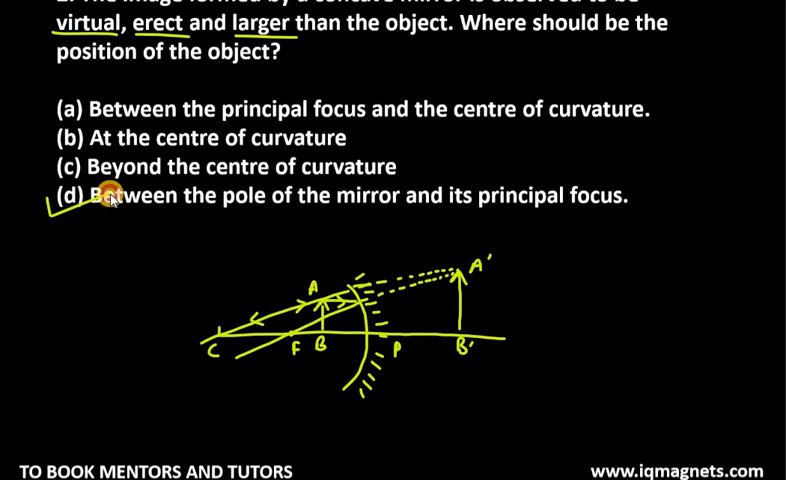 virtual, erect and larger than the object. Where should be the
position of the object?
(a) Between the principal focus and the centre of curvature.
(b) At the centre of curvature
(c) Beyond the centre of curvature
(d) Between the pole of the mirror and its principal focus.
A A'
C F B P B'
TO BOOK MENTORS AND TUTORS www.iqmagnets.com